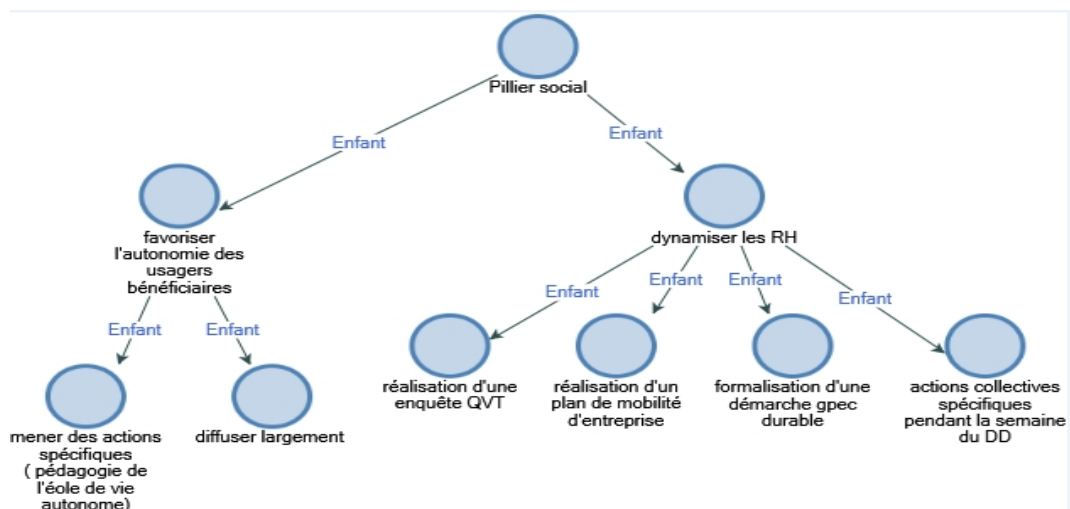 Pillier social
Enfant
Enfant
favoriser
l'autonomie des
usagers
bénéficiaires
dynamiser les RH
Enfant
Enfant
Enfant
Enfant
Enfant
Enfant
mener des actions
spécifiques
( pédagogie de
l'éole de vie
autonome)
diffuser largement
réalisation d'une
enquête QVT
réalisation d'un
plan de mobilité
d'entreprise
formalisation d'une
démarche gpec
durable
actions collectives
spécifiques
pendant la semaine
du DD